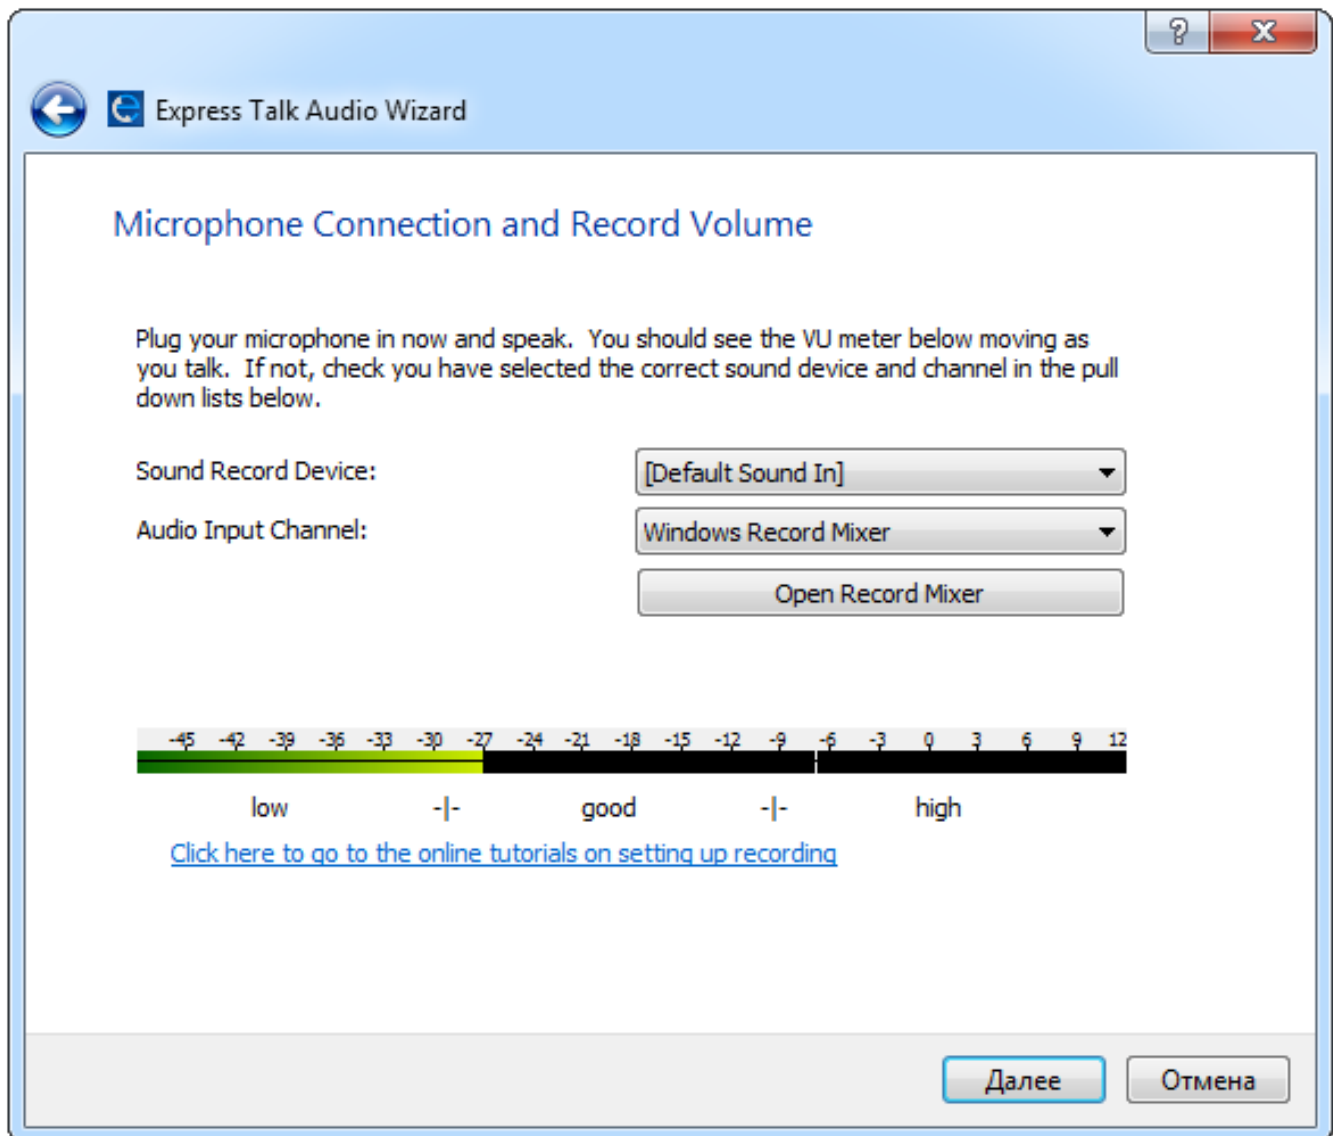 Express Talk Audio Wizard
Microphone Connection and Record Volume
Plug your microphone in now and speak.  You should see the VU meter below moving as
you talk.  If not, check you have selected the correct sound device and channel in the pull
down lists below.
Sound Record Device: [Default Sound In]
Audio Input Channel: Windows Record Mixer
Open Record Mixer
-45 -42 -39 -36 -33 -30 -27 -24 -21 -18 -15 -12 -9 -6 -3 0 3 6 9 12
low -|- good -|- high
Click here to go to the online tutorials on setting up recording
Далее Отмена